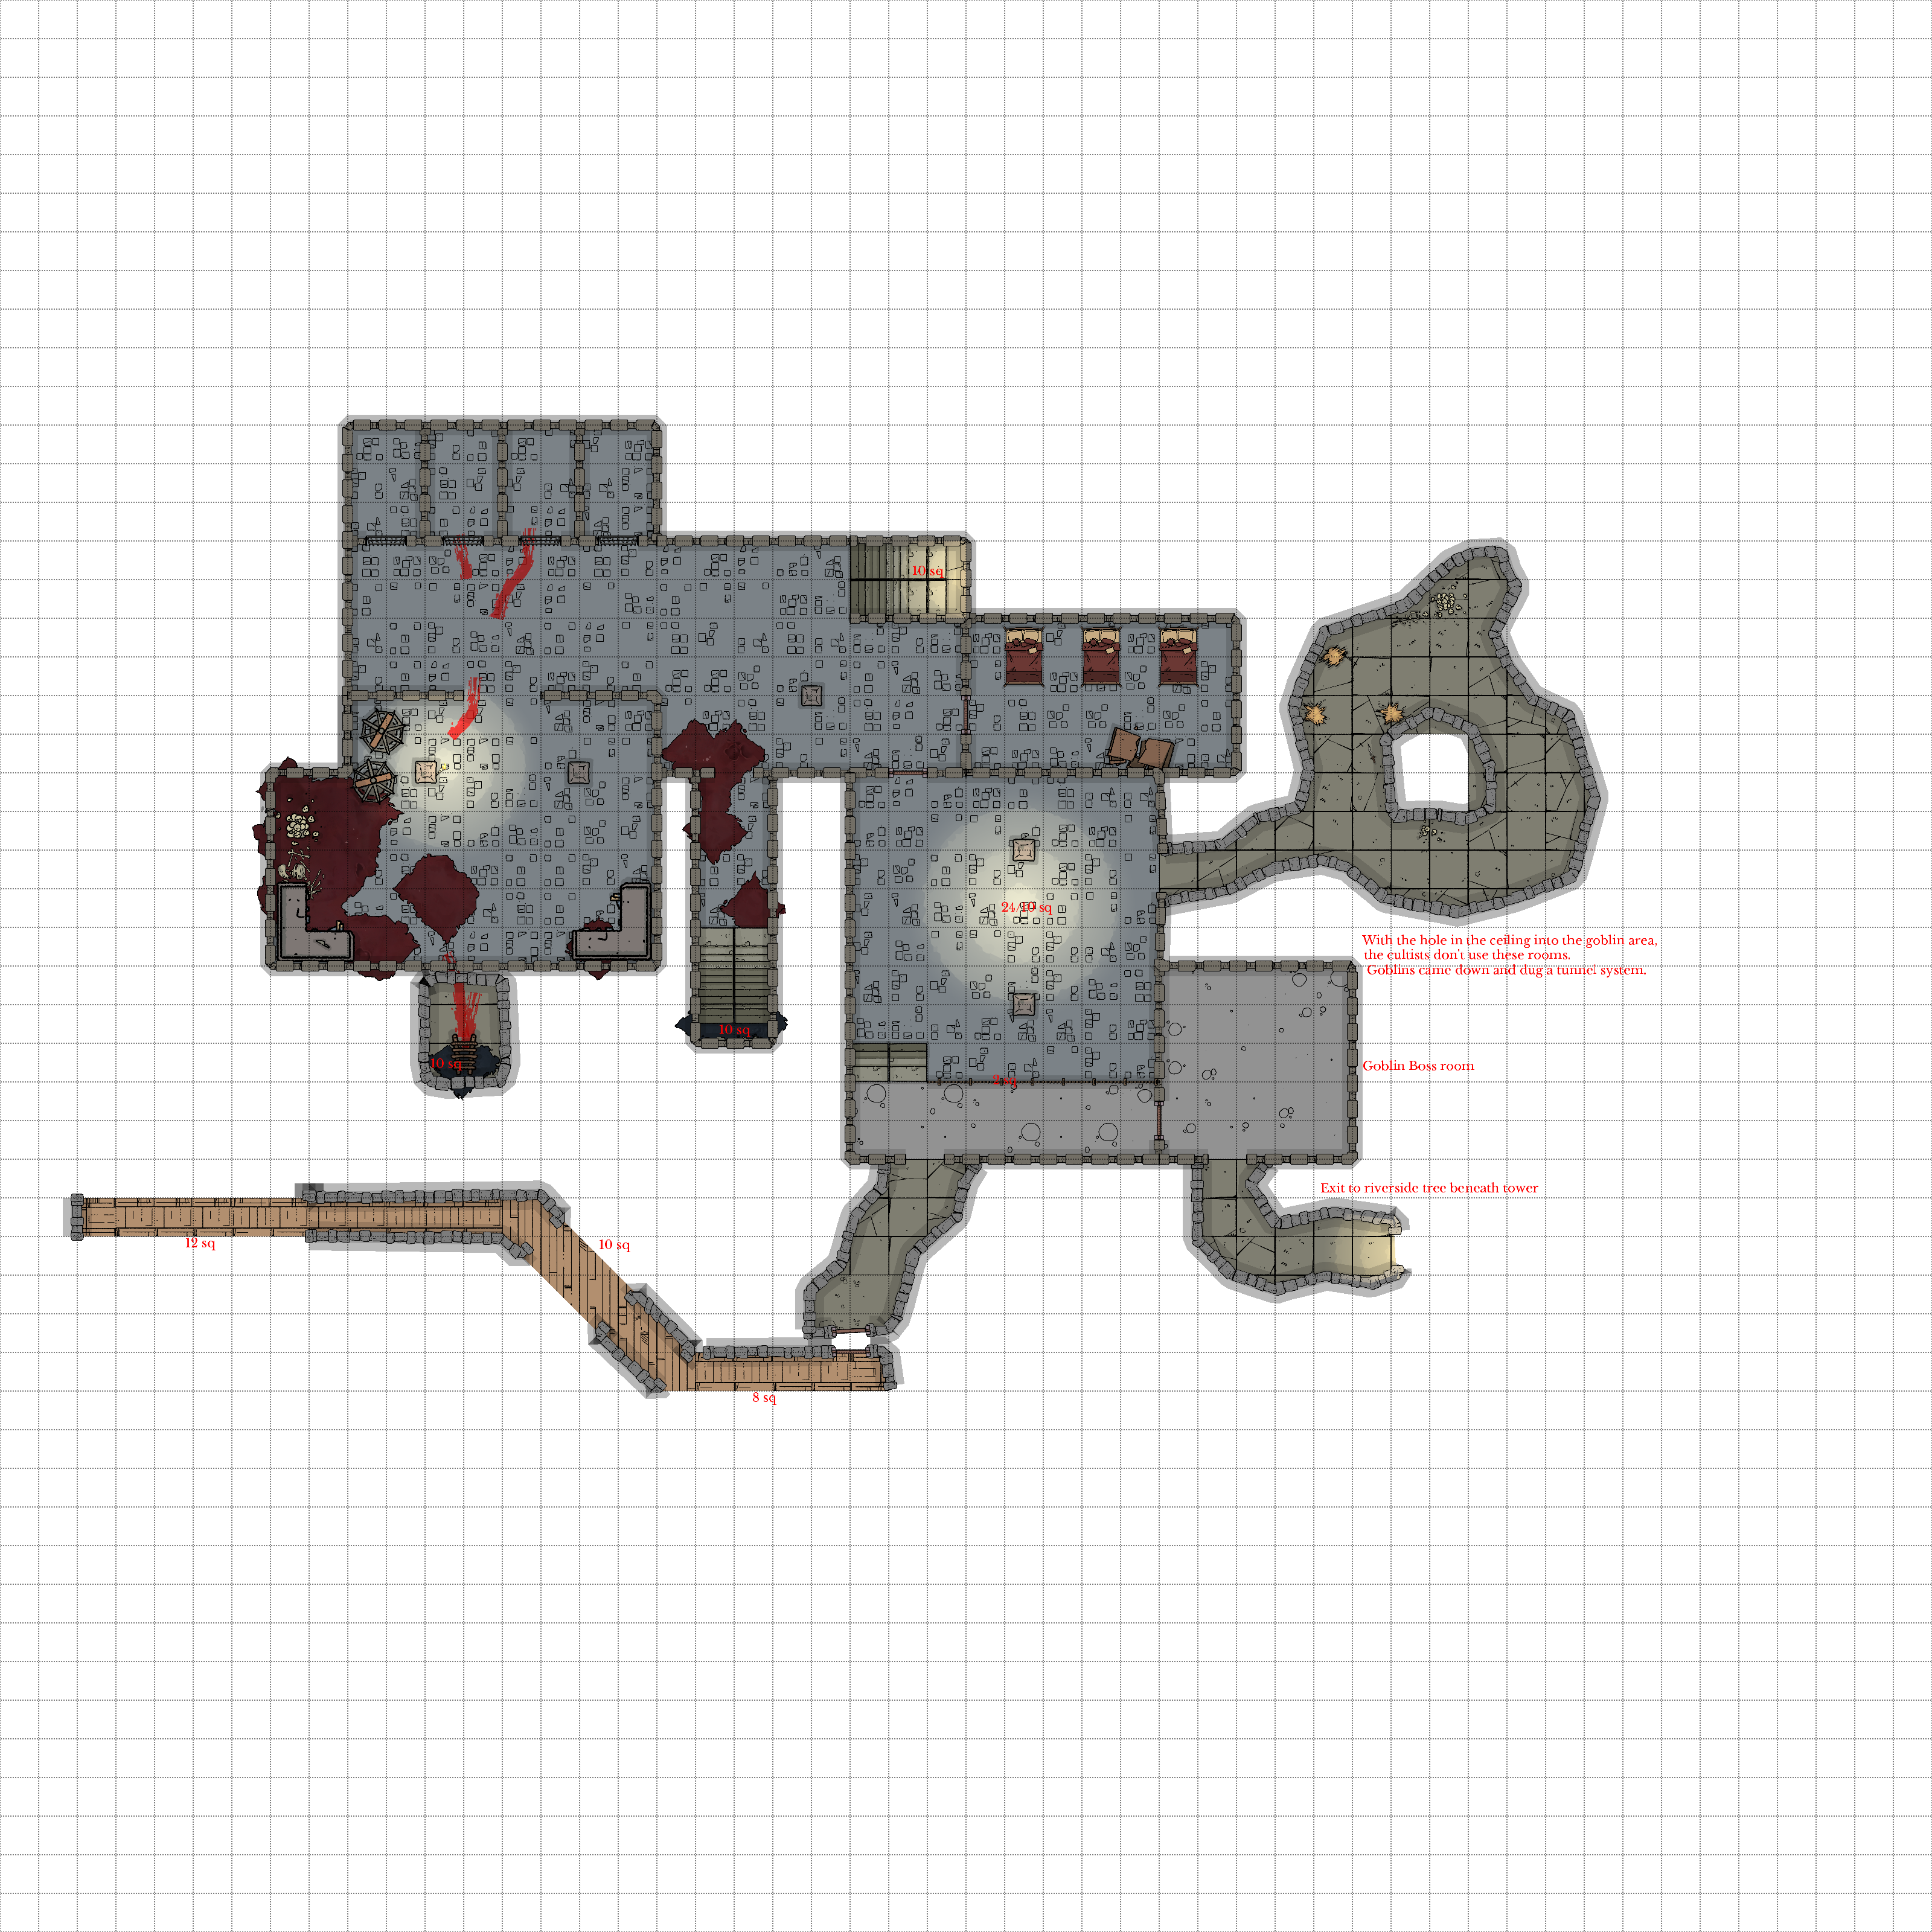 10 sq
24/20 sq
With the hole in the ceiling into the goblin area,
the cultists don't use these rooms.
Goblins came down and dug a tunnel system.
10 sq
10 sq
Goblin Boss room
sq
Exit to riverside tree beneath tower
12 sq
10 sq
8 sq